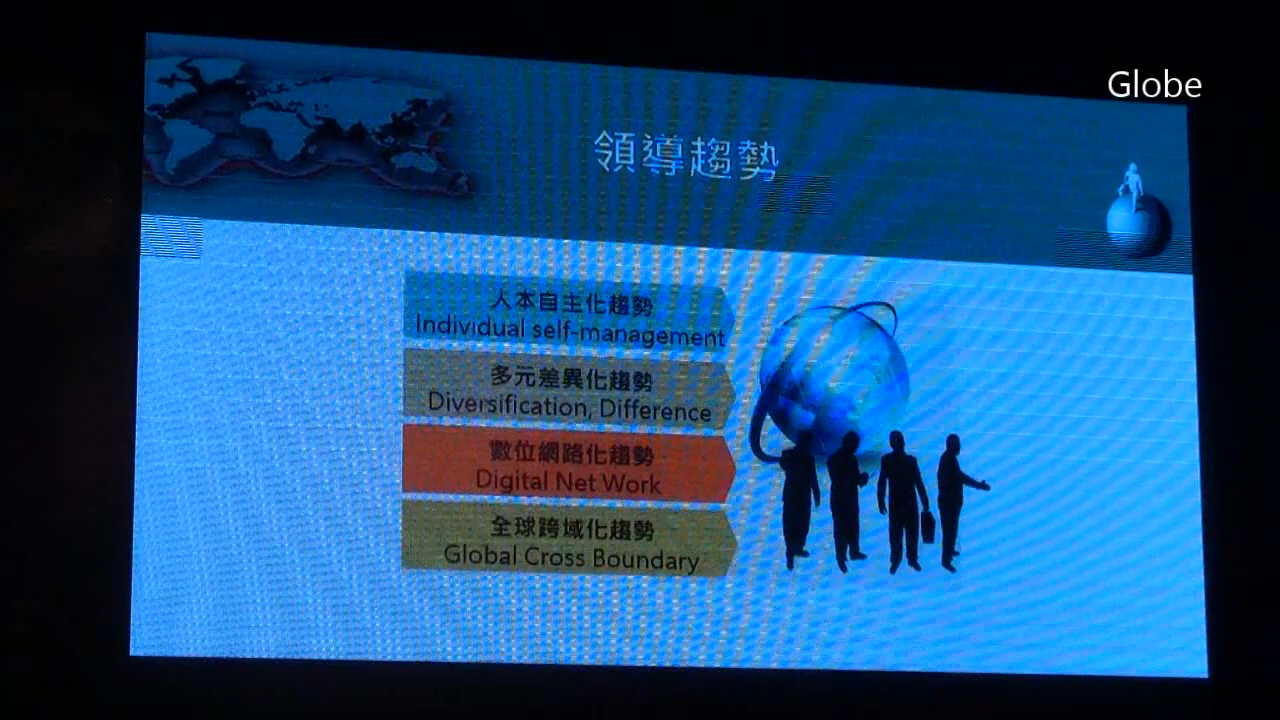 Globe
領導趨勢
人本自主化趨勢
Individual self-management
多元差異化趨勢
Diversification, Difference
數位網路化趨勢
Digital Net Work
全球跨域化趨勢
Global Cross Boundary